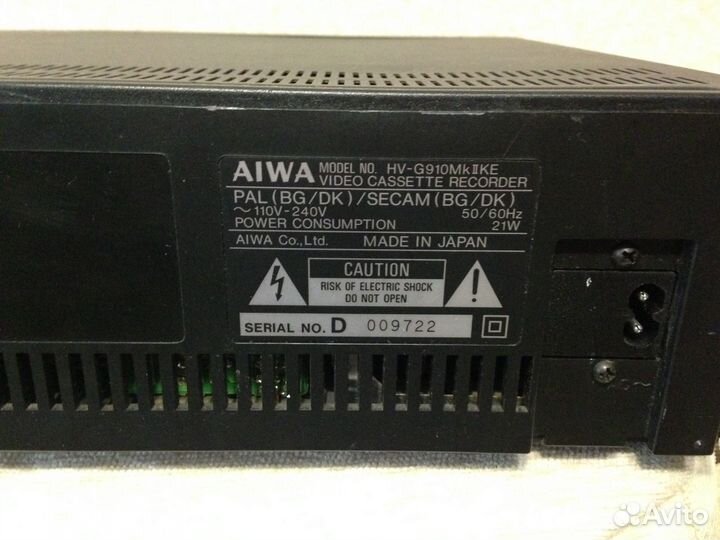 AIWA MODEL NO. HV-G910MkⅡKE
VIDEO CASSETTE RECORDER
PAL (BG/DK)/SECAM (BG/DK)
～110V-240V 50/60Hz
POWER CONSUMPTION 21W
AIWA Co., Ltd. MADE IN JAPAN
CAUTION
RISK OF ELECTRIC SHOCK
DO NOT OPEN
SERIAL NO. D 009722
Avito